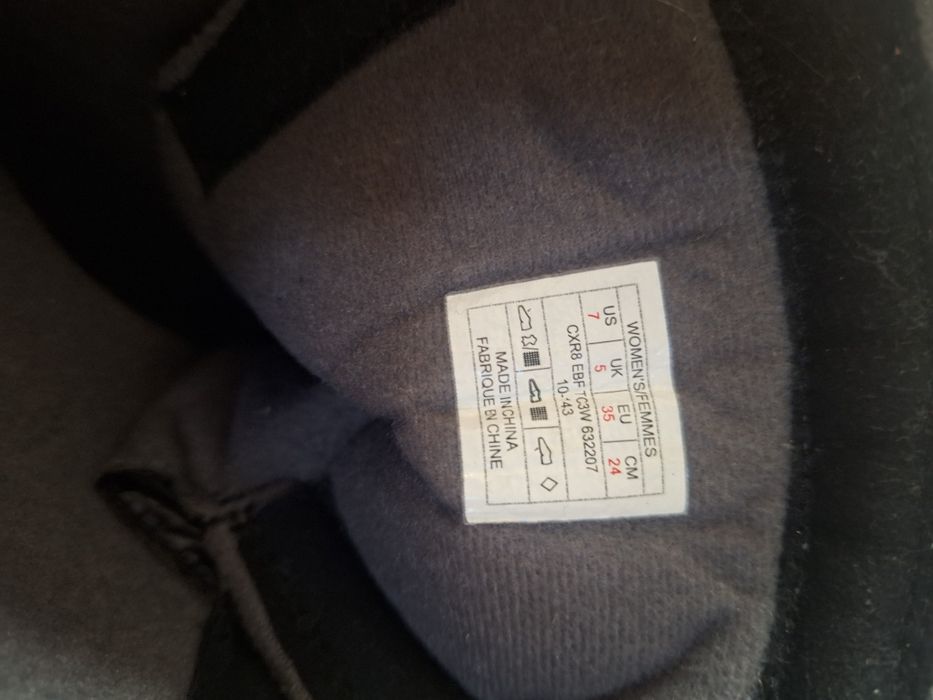 WOMEN'S/FEMMES
US UK EU CM
7 5 35 24
CXR8 EBF TC3W 632207
10-43
MADE IN CHINA
FABRIQUE EN CHINE